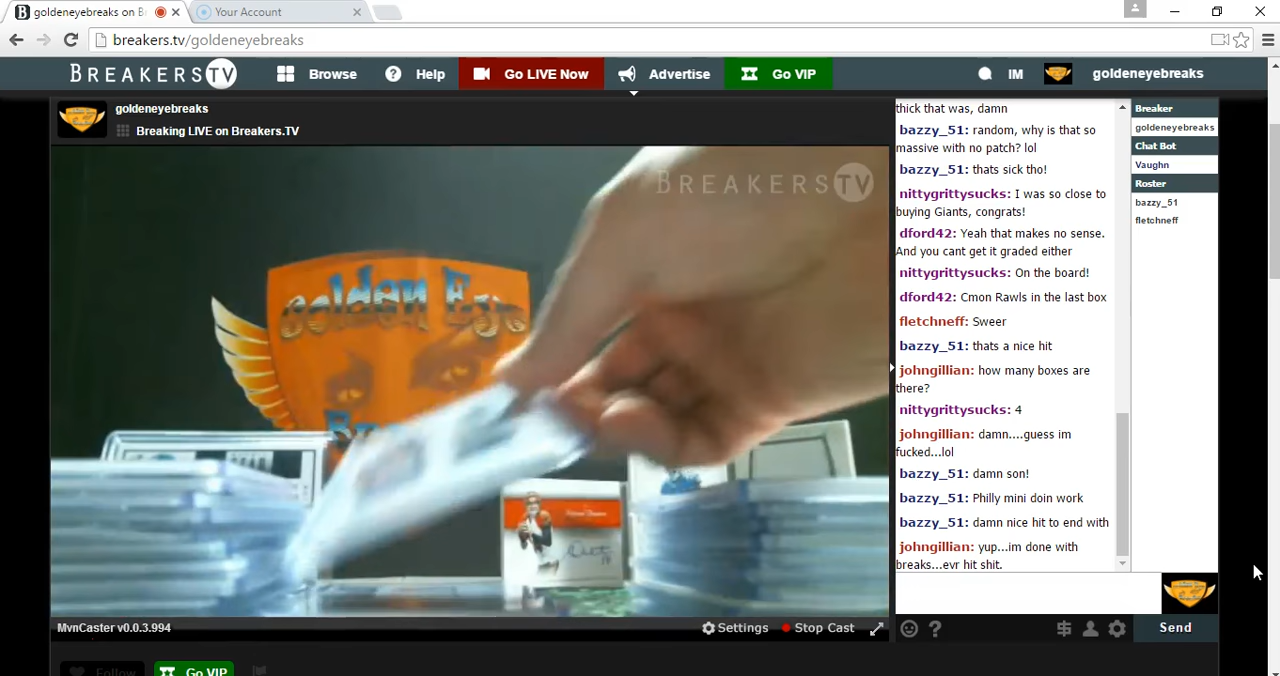 goldeneyebreaks on B
Your Account
breakers.tv/goldeneyebreaks
BREAKERSTV
Browse
Help
Go LIVE Now
Advertise
Go VIP
IM
goldeneyebreaks
goldeneyebreaks
Breaking LIVE on Breakers.TV
BREAKERSTV
Golden Eye
MvnCaster v0.0.3.994
Settings
Stop Cast
Follow
Go VIP
thick that was, damn
bazzy_51: random, why is that so
massive with no patch? lol
bazzy_51: thats sick tho!
nittygrittysucks: I was so close to
buying Giants, congrats!
dford42: Yeah that makes no sense.
And you cant get it graded either
nittygrittysucks: On the board!
dford42: Cmon Rawls in the last box
fletchneff: Sweer
bazzy_51: thats a nice hit
johngillian: how many boxes are
there?
nittygrittysucks: 4
johngillian: damn....guess im
fucked...lol
bazzy_51: damn son!
bazzy_51: Philly mini doin work
bazzy_51: damn nice hit to end with
johngillian: yup...im done with
breaks...evr hit shit.
Breaker
goldeneyebreaks
Chat Bot
Vaughn
Roster
bazzy_51
fletchneff
Send